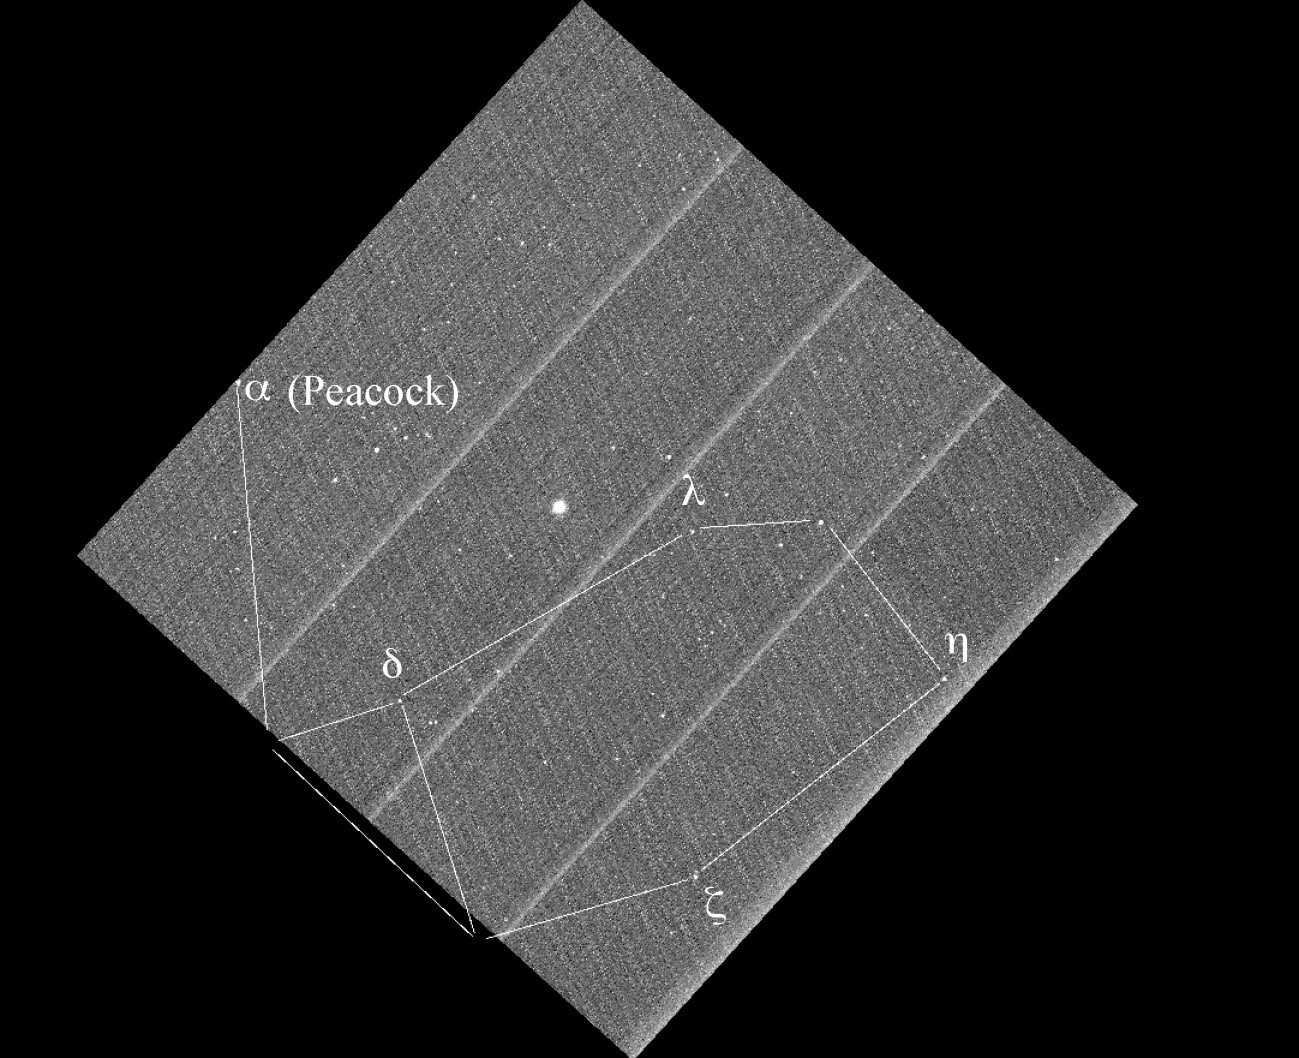 α (Peacock)
λ
η
δ
ζ